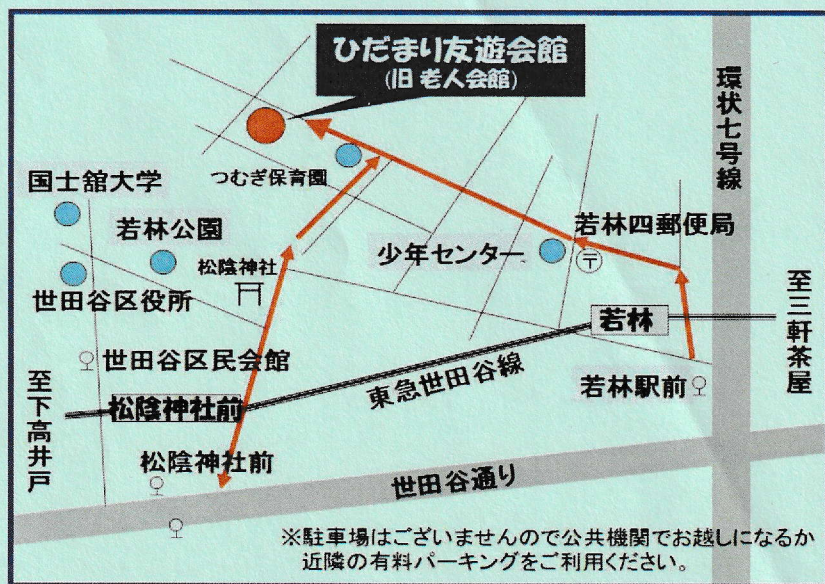 ひだまり友遊会館
(旧 老人会館)
環状七号線
つむぎ保育園
国士舘大学
若林公園
若林四郵便局
松陰神社
少年センター
〒
世田谷区役所
至三軒茶屋
若林
世田谷区民会館
東急世田谷線
若林駅前
至下高井戸
松陰神社前
松陰神社前
世田谷通り
※駐車場はございませんので公共機関でお越しになるか
近隣の有料パーキングをご利用ください。